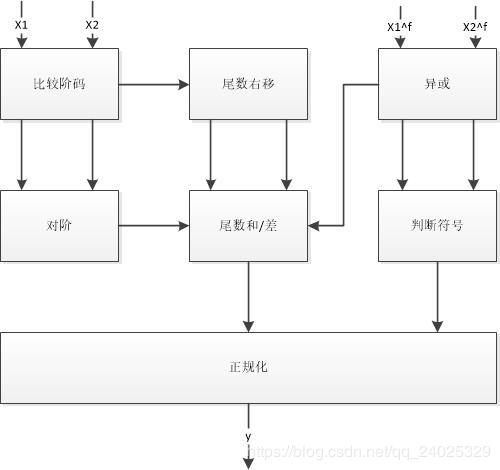 X1 X2 X1^f X2^f
比较阶码 尾数右移 异或
对阶 尾数和/差 判断符号
正规化
y
https://blog.csdn.net/qq_24025329